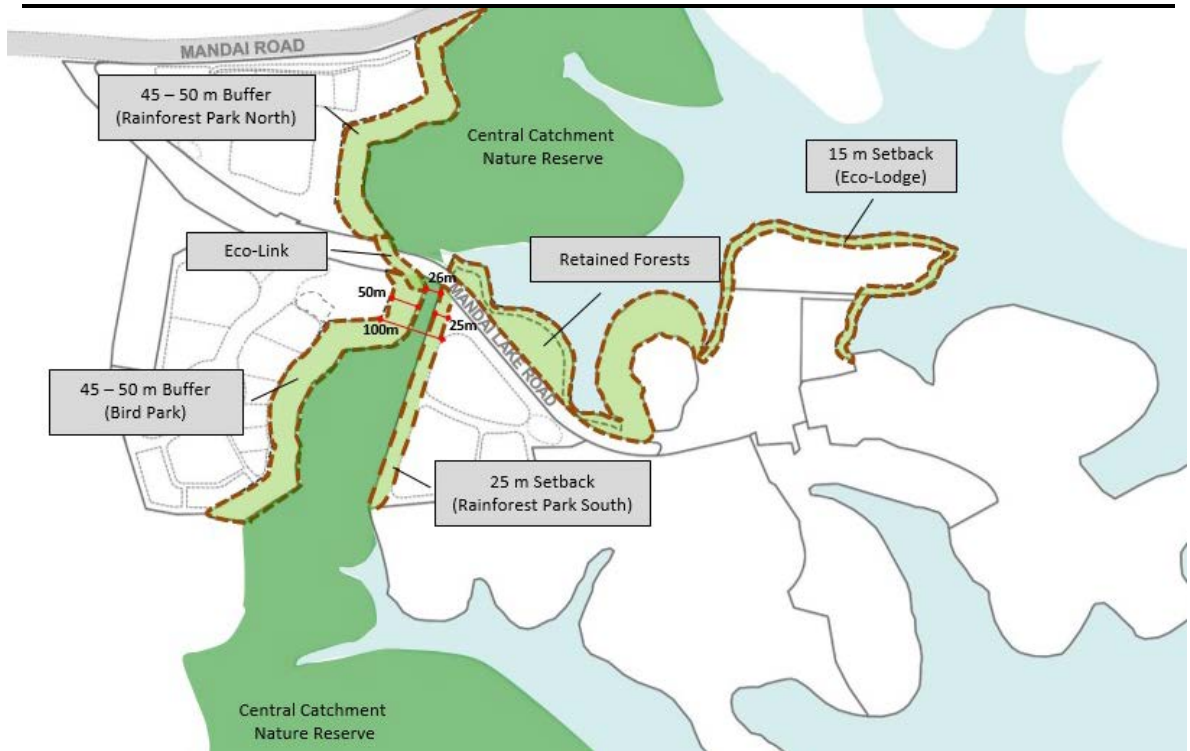 MANDAI ROAD
45 – 50 m Buffer
(Rainforest Park North)
Central Catchment
Nature Reserve
15 m Setback
(Eco-Lodge)
Eco-Link
Retained Forests
26m
50m
MANDAI LAKE ROAD
100m
25m
45 – 50 m Buffer
(Bird Park)
25 m Setback
(Rainforest Park South)
Central Catchment
Nature Reserve